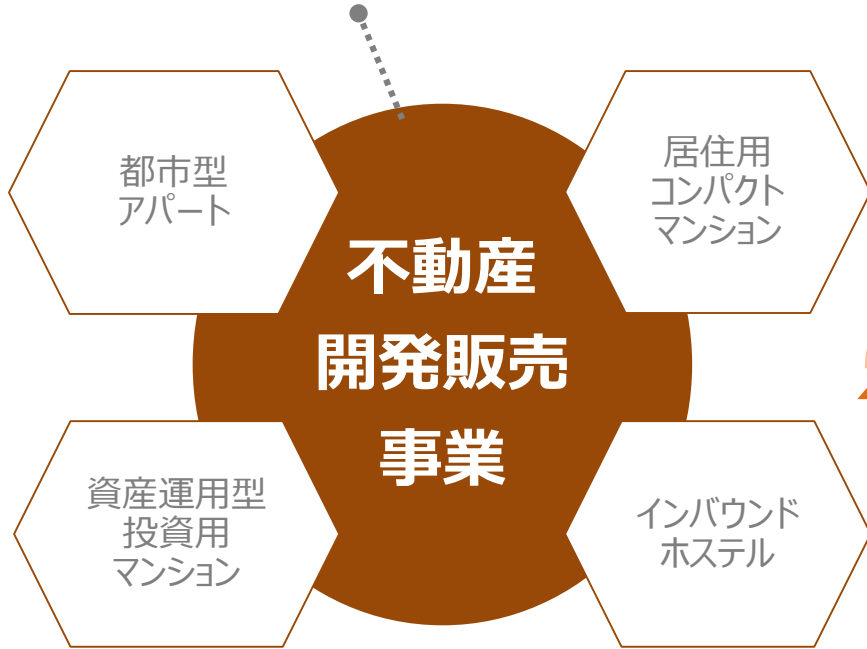 都市型
アパート
居住用
コンパクト
マンション
不動産
開発販売
事業
資産運用型
投資用
マンション
インバウンド
ホステル